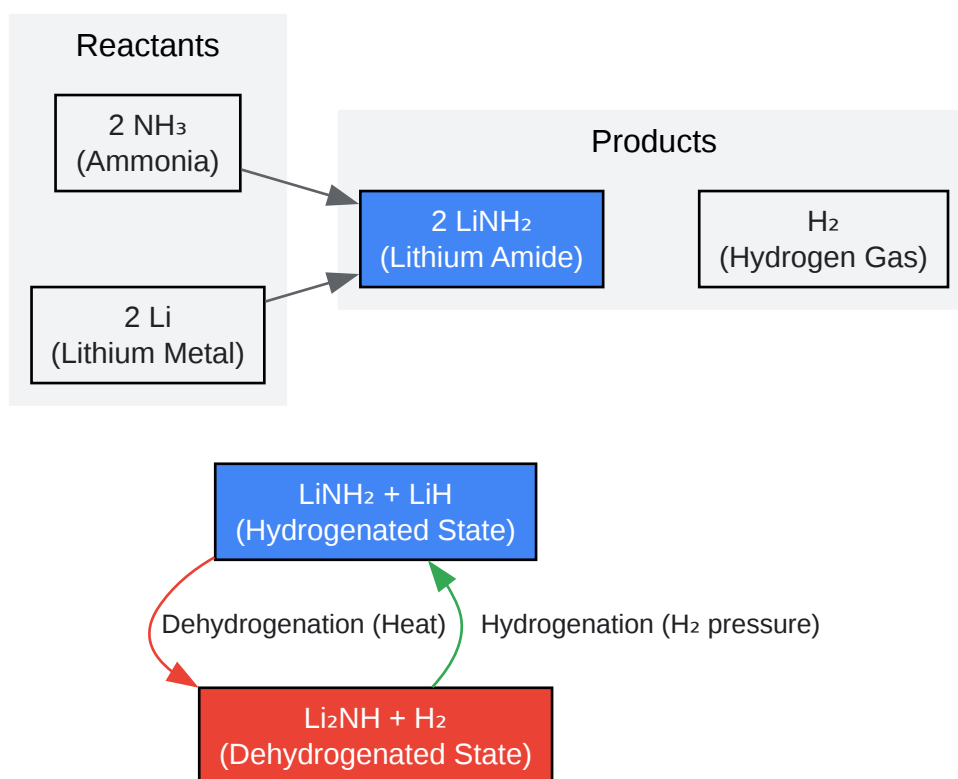 Reactants
2 NH₃
(Ammonia)
Products
2 LiNH₂
(Lithium Amide)
H₂
(Hydrogen Gas)
2 Li
(Lithium Metal)
LiNH₂ + LiH
(Hydrogenated State)
Dehydrogenation (Heat)
Hydrogenation (H₂ pressure)
Li₂NH + H₂
(Dehydrogenated State)